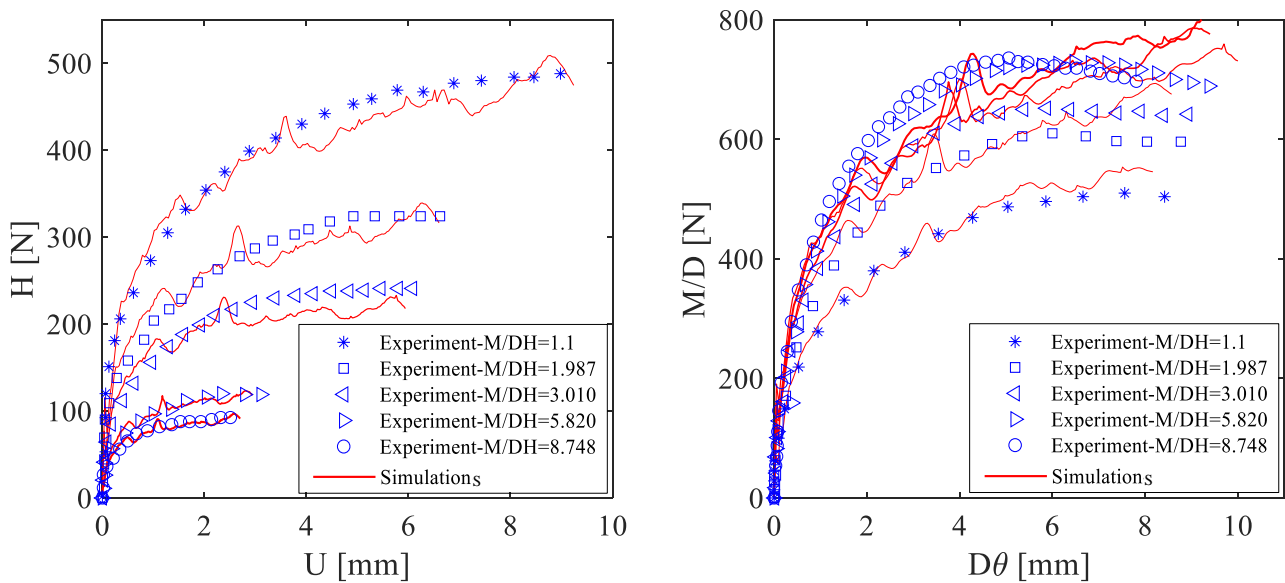 500
400
300
200
100
0
H [N]
0 2 4 6 8 10
U [mm]
Experiment-M/DH=1.1
Experiment-M/DH=1.987
Experiment-M/DH=3.010
Experiment-M/DH=5.820
Experiment-M/DH=8.748
Simulations
800
600
400
200
0
M/D [N]
0 2 4 6 8 10
Dθ [mm]
Experiment-M/DH=1.1
Experiment-M/DH=1.987
Experiment-M/DH=3.010
Experiment-M/DH=5.820
Experiment-M/DH=8.748
Simulations